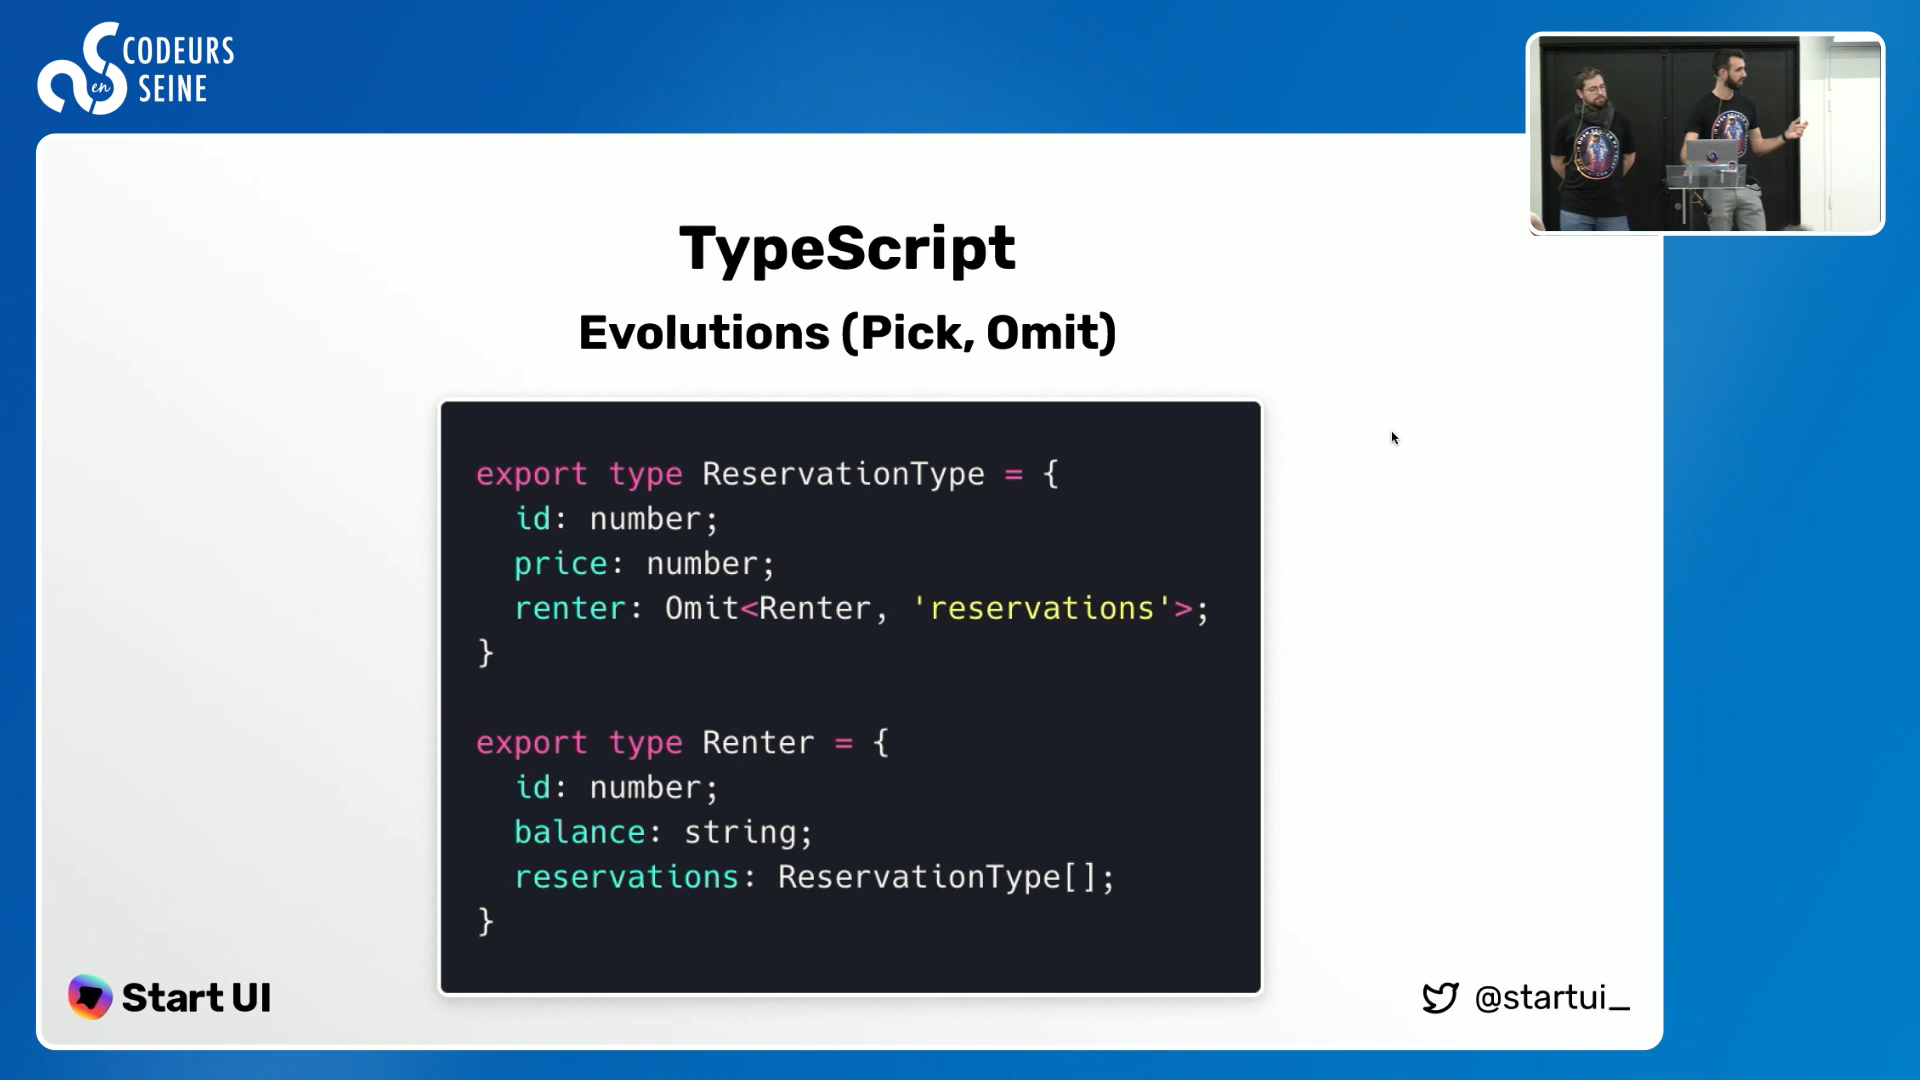 CODEURS
en
SEINE
TypeScript
Evolutions (Pick, Omit)
export type ReservationType = {
id: number;
price: number;
renter: Omit<Renter, 'reservations'>;
}
export type Renter = {
id: number;
balance: string;
reservations: ReservationType[];
}
Start UI
@startui_